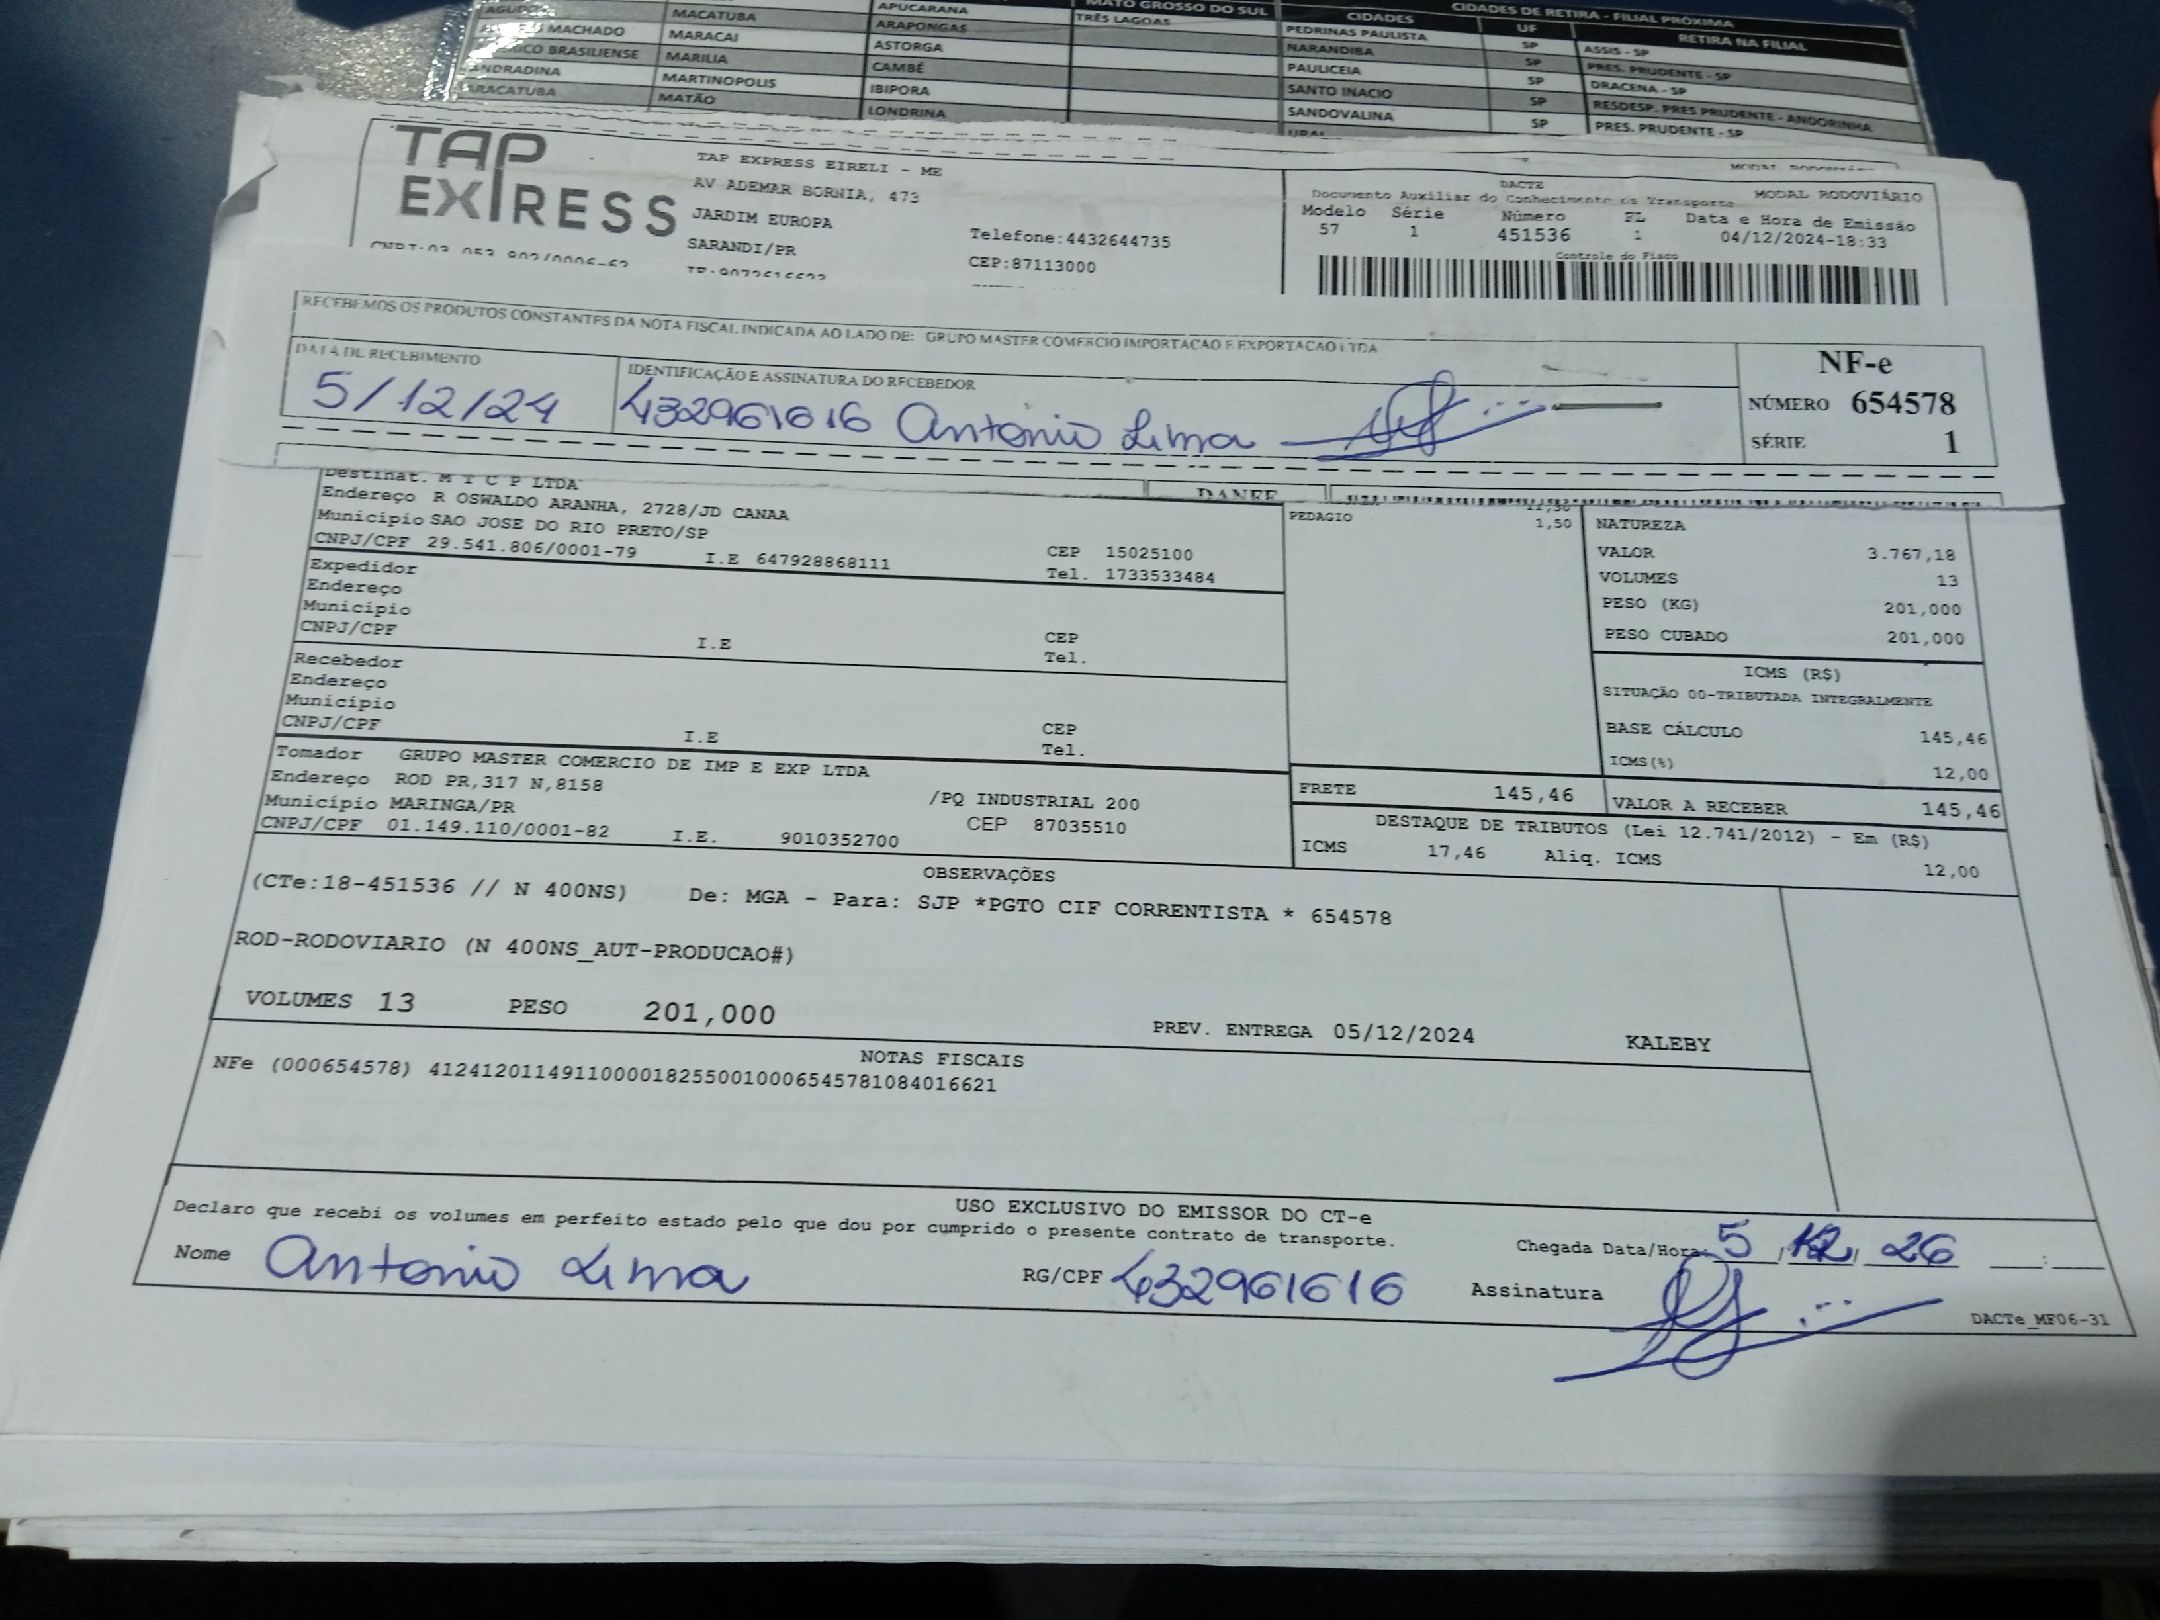 MATO GROSSO DO SUL
CIDADES DE RETIRA - FILIAL PRÓXIMA
CIDADES UF RETIRA NA FILIAL
MACATUBA APUCARANA TRÊS LAGOAS PEDRINAS PAULISTA SP ASSIS - SP
MACHADO MARACAI ARAPONGAS NARANDIBA SP PRES. PRUDENTE - SP
BRASILIENSE MARILIA ASTORGA PAULICEIA SP DRACENA - SP
ANDRADINA MARTINOPOLIS CAMBÉ SANTO INACIO SP RESDESP. PRES PRUDENTE - ANDORINHA
ARACATUBA MATÃO IBIPORA SANDOVALINA SP PRES. PRUDENTE - SP
LONDRINA
TAP EXPRESS
TAP EXPRESS EIRELI - ME
AV ADEMAR BORNIA, 473
JARDIM EUROPA
SARANDI/PR
Telefone:4432644735
CEP:87113000
DACTE
Documento Auxiliar do Conhecimento de Transporte MODAL RODOVIÁRIO
Modelo Série Número FL Data e Hora de Emissão
57 1 451536 1 04/12/2024-18:33
Controle do Fisco
RECEBEMOS OS PRODUTOS CONSTANTES DA NOTA FISCAL INDICADA AO LADO DE: GRUPO MASTER COMERCIO IMPORTACAO E EXPORTACAO LTDA
DATA DE RECEBIMENTO IDENTIFICAÇÃO E ASSINATURA DO RECEBEDOR
5/12/24 432961616 Antonio Lima
NF-e
NÚMERO 654578
SÉRIE 1
DANFE
Destinat. M T C P LTDA
Endereço R OSWALDO ARANHA, 2728/JD CANAA
Município SAO JOSE DO RIO PRETO/SP CEP 15025100
CNPJ/CPF 29.541.806/0001-79 I.E 647928868111 Tel. 1733533484
Expedidor
Endereço
Município CEP
CNPJ/CPF I.E Tel.
Recebedor
Endereço
Município CEP
CNPJ/CPF I.E Tel.
Tomador GRUPO MASTER COMERCIO DE IMP E EXP LTDA
Endereço ROD PR,317 N,8158 /PQ INDUSTRIAL 200
Município MARINGA/PR CEP 87035510
CNPJ/CPF 01.149.110/0001-82 I.E. 9010352700
PEDAGIO 1,50
NATUREZA
VALOR 3.767,18
VOLUMES 13
PESO (KG) 201,000
PESO CUBADO 201,000
ICMS (R$)
SITUAÇÃO 00-TRIBUTADA INTEGRALMENTE
BASE CÁLCULO 145,46
ICMS(%) 12,00
FRETE 145,46 VALOR A RECEBER 145,46
DESTAQUE DE TRIBUTOS (Lei 12.741/2012) - Em (R$)
ICMS 17,46 Aliq. ICMS 12,00
OBSERVAÇÕES
(CTe:18-451536 // N 400NS) De: MGA - Para: SJP *PGTO CIF CORRENTISTA * 654578
ROD-RODOVIARIO (N 400NS_AUT-PRODUCAO#)
VOLUMES 13 PESO 201,000 PREV. ENTREGA 05/12/2024 KALEBY
NOTAS FISCAIS
NFe (000654578) 41241201149110000182550010006545781084016621
USO EXCLUSIVO DO EMISSOR DO CT-e
Declaro que recebi os volumes em perfeito estado pelo que dou por cumprido o presente contrato de transporte.
Chegada Data/Hora: 5 / 12 / 26 :
Nome Antonio Lima RG/CPF 432961616 Assinatura
DACTe_MF06-31